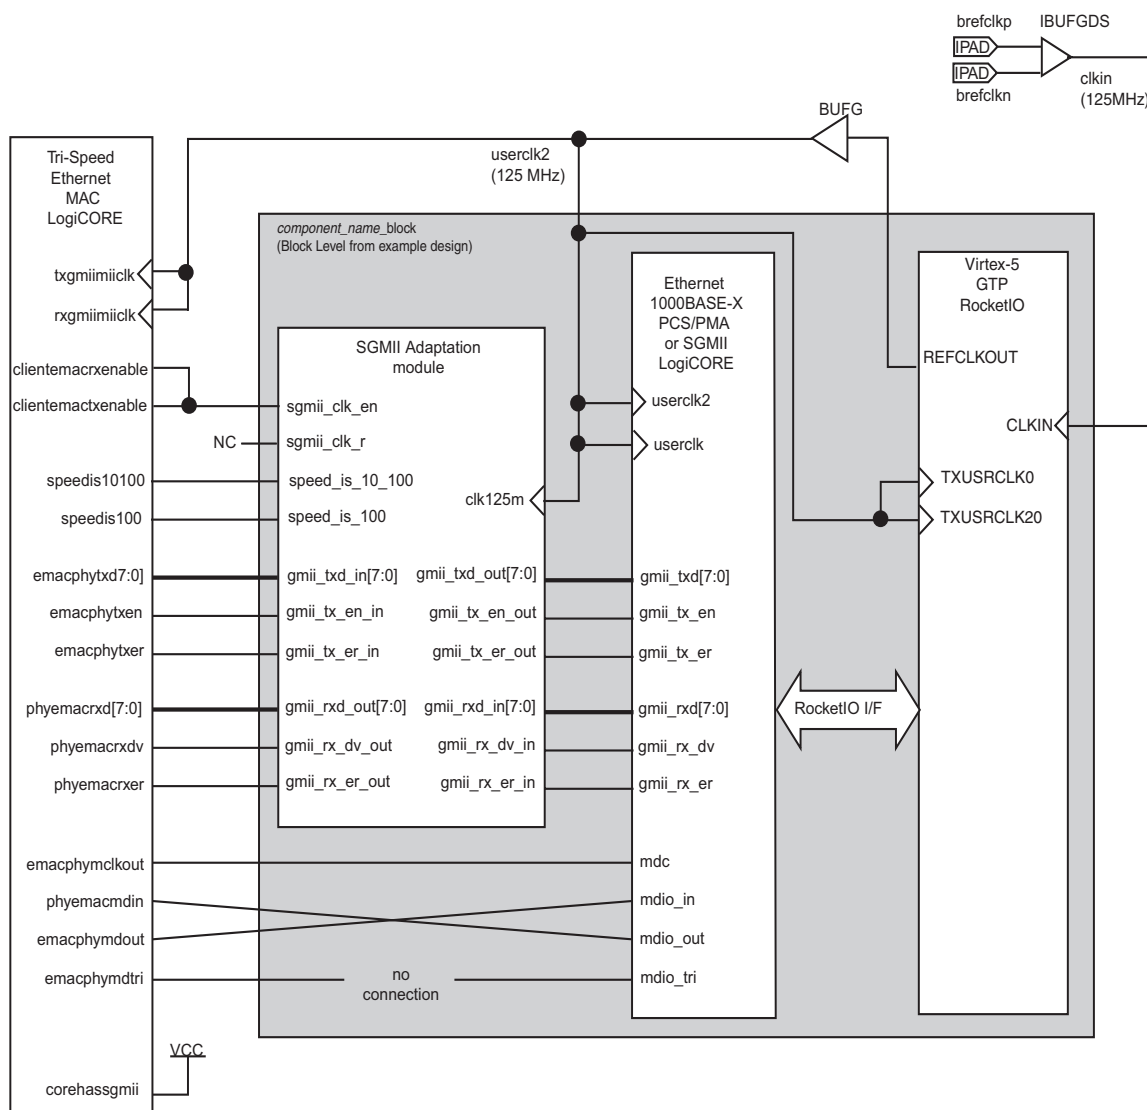 brefclkp
IBUFGDS
IPAD
IPAD
brefclkn
clkin
(125MHz)
BUFG
userclk2
(125 MHz)
Tri-Speed
Ethernet
MAC
LogiCORE
txgmiimiiclk
rxgmiimiiclk
clientemacrxenable
clientemactxenable
NC
speedis10100
speedis100
emacphytxd7:0]
emacphytxen
emacphytxer
phyemacrxd[7:0]
phyemacrxdv
phyemacrxer
emacphymclkout
phyemacmdin
emacphymdout
emacphymdtri
no
connection
VCC
corehassgmii
component_name_block
(Block Level from example design)
SGMII Adaptation
module
sgmii_clk_en
sgmii_clk_r
speed_is_10_100
clk125m
speed_is_100
gmii_txd_in[7:0]
gmii_txd_out[7:0]
gmii_tx_en_in
gmii_tx_en_out
gmii_tx_er_in
gmii_tx_er_out
gmii_rxd_out[7:0]
gmii_rxd_in[7:0]
gmii_rx_dv_out
gmii_rx_dv_in
gmii_rx_er_out
gmii_rx_er_in
Ethernet
1000BASE-X
PCS/PMA
or SGMII
LogiCORE
userclk2
userclk
gmii_txd[7:0]
gmii_tx_en
gmii_tx_er
gmii_rxd[7:0]
gmii_rx_dv
gmii_rx_er
mdc
mdio_in
mdio_out
mdio_tri
RocketIO I/F
Virtex-5
GTP
RocketIO
REFCLKOUT
CLKIN
TXUSRCLK0
TXUSRCLK20